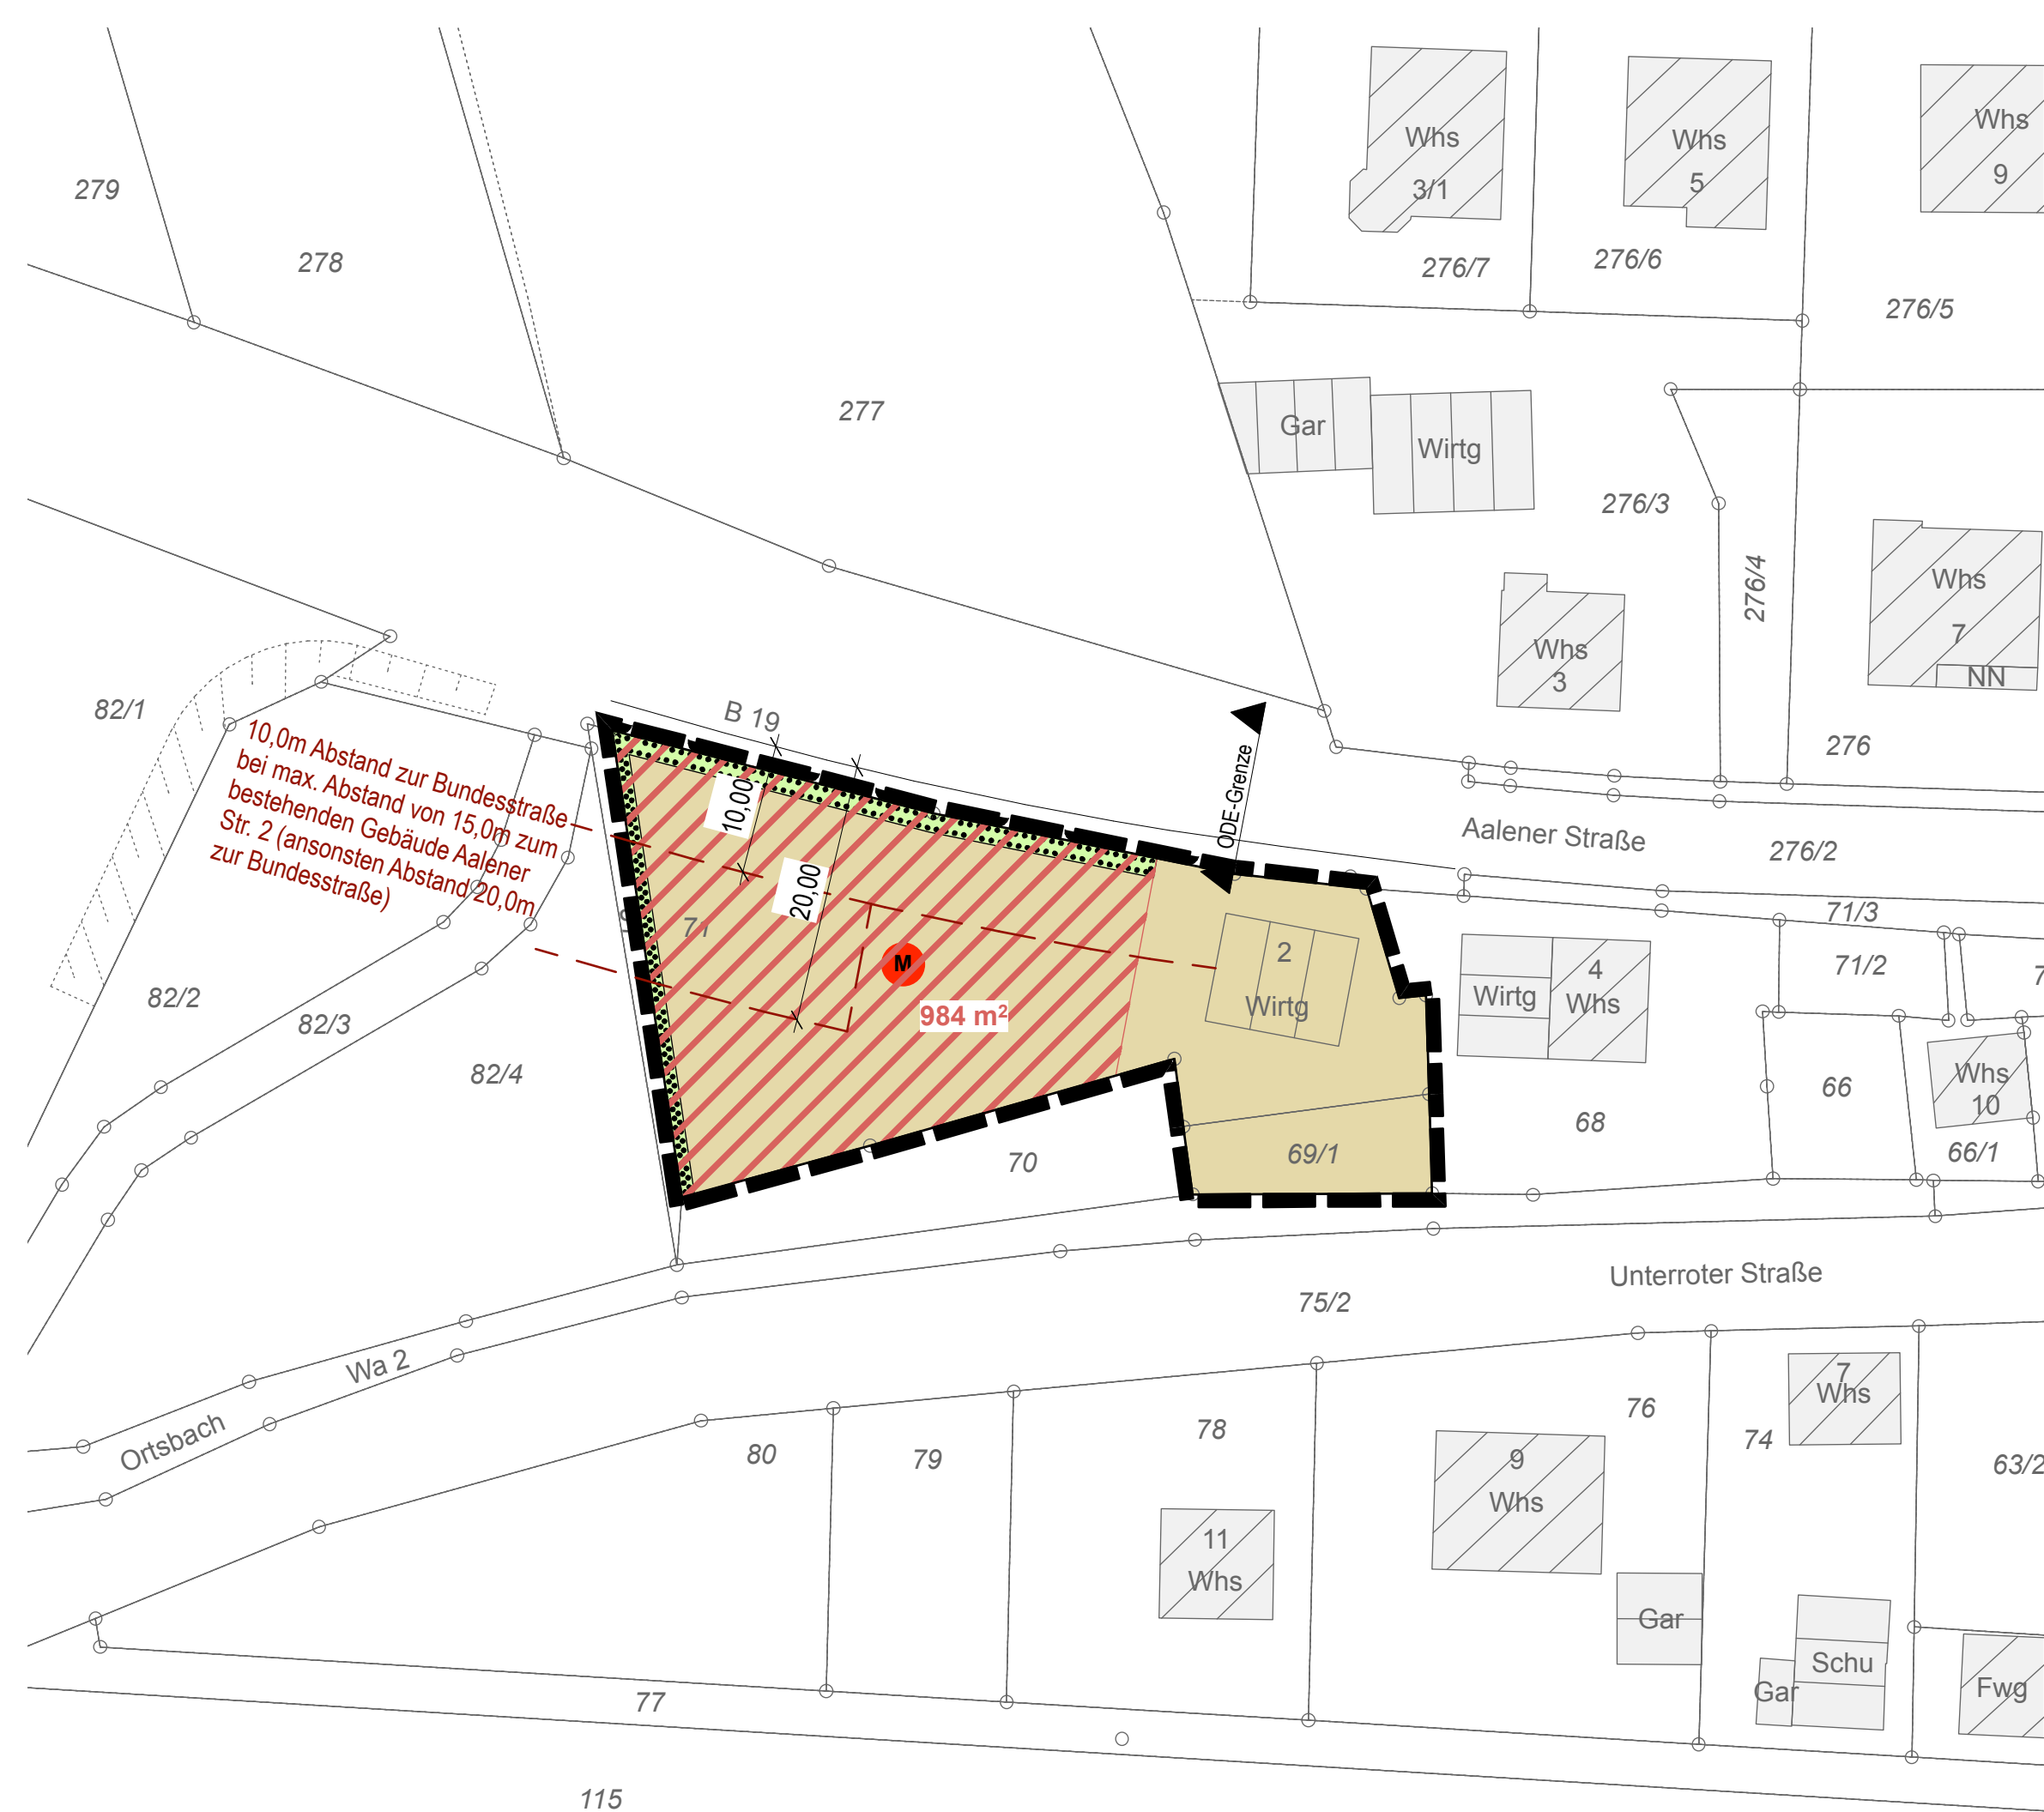 Whs
3/1
Whs
5
Whs
9
279
278
276/7
276/6
276/5
277
Gar
Wirtg
276/3
276/4
Whs
7
NN
Whs
3
82/1
B 19
276
10,0m Abstand zur Bundesstraße
bei max. Abstand von 15,0m zum
bestehenden Gebäude Aalener
Str. 2 (ansonsten Abstand 20,0m
zur Bundesstraße)
10,00
20,00
ODE-Grenze
Aalener Straße
276/2
71/3
71
M
984 m²
2
Wirtg
Wirtg
4
Whs
71/2
82/2
82/3
82/4
66
Whs
10
68
66/1
70
69/1
Unterroter Straße
75/2
Wa 2
Ortsbach
80
79
78
76
74
7
Whs
63/2
9
Whs
11
Whs
Gar
Schu
Gar
Fwg
77
115